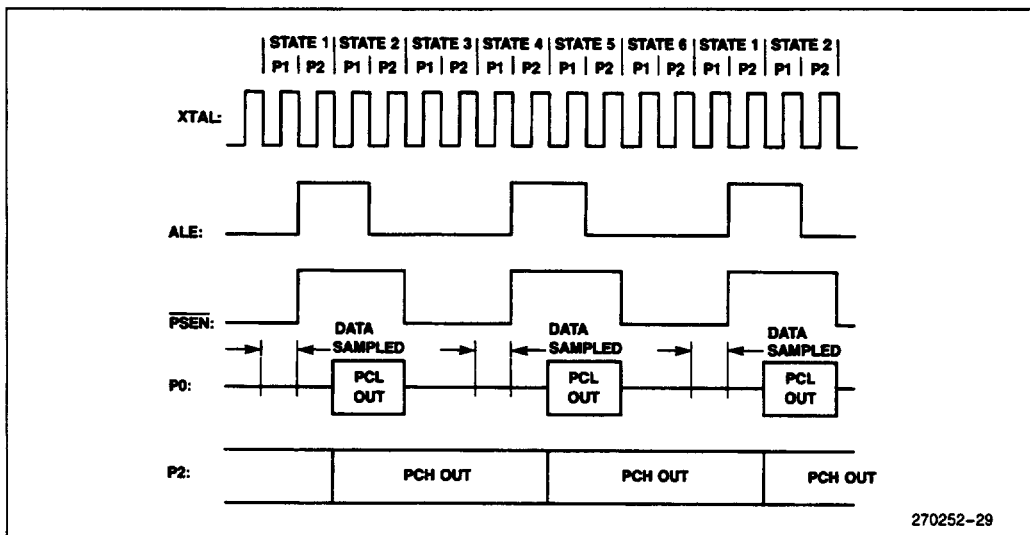 STATE 1 STATE 2 STATE 3 STATE 4 STATE 5 STATE 6 STATE 1 STATE 2
P1 P2 P1 P2 P1 P2 P1 P2 P1 P2 P1 P2 P1 P2 P1 P2
XTAL:
ALE:
PSEN:
DATA SAMPLED DATA SAMPLED DATA SAMPLED
P0:
PCL OUT PCL OUT PCL OUT
P2:
PCH OUT PCH OUT PCH OUT
270252-29